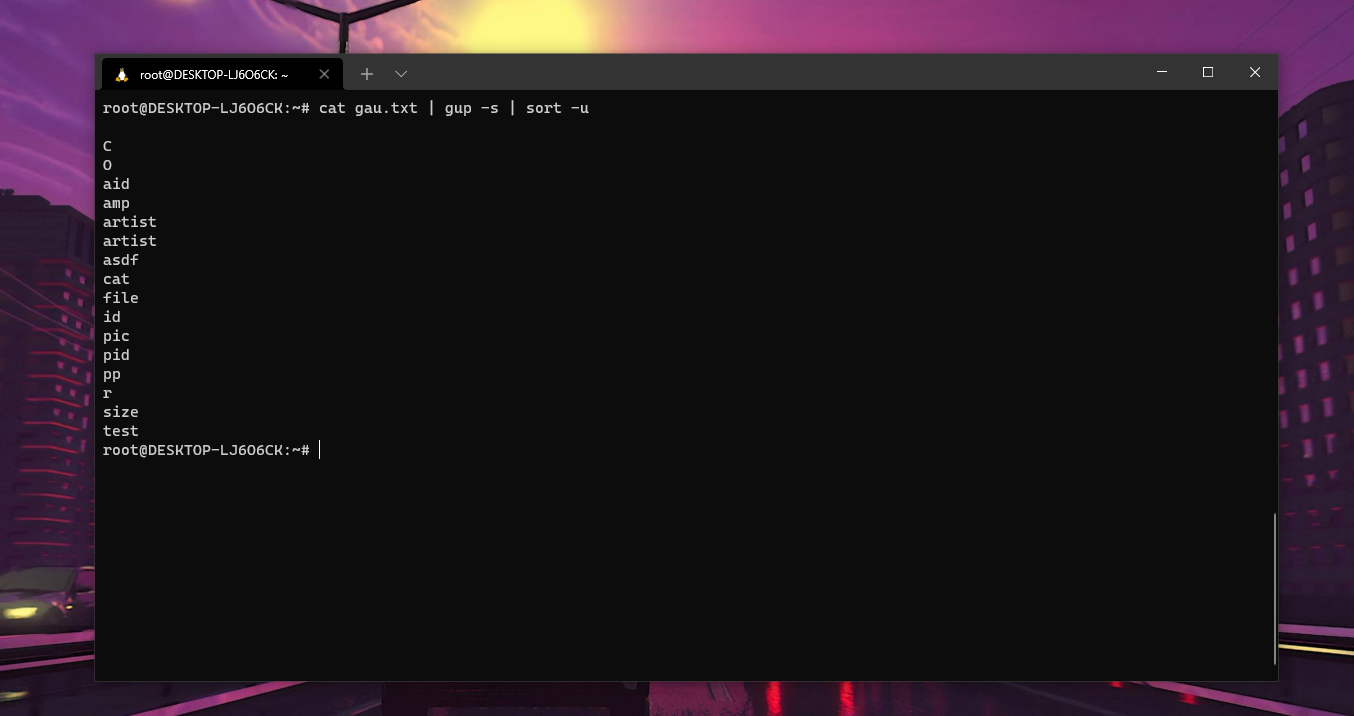 root@DESKTOP-LJ6O6CK: ~
root@DESKTOP-LJ6O6CK:~# cat gau.txt | gup -s | sort -u
C
O
aid
amp
artist
artist
asdf
cat
file
id
pic
pid
pp
r
size
test
root@DESKTOP-LJ6O6CK:~#